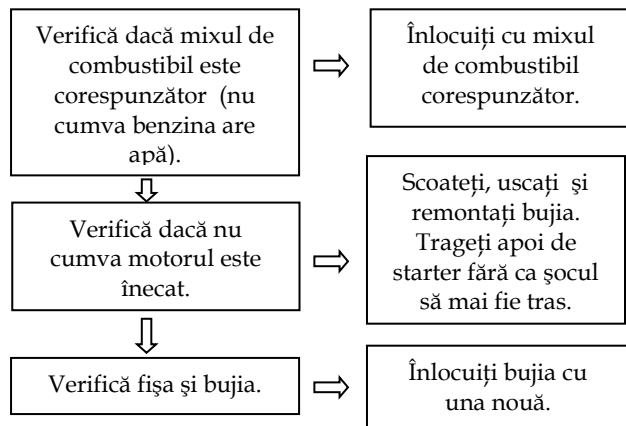 Verifică dacă mixul de
combustibil este
corespunzător (nu
cumva benzina are
apă).
Înlocuiți cu mixul
de combustibil
corespunzător.
Verifică dacă nu
cumva motorul este
înecat.
Scoateți, uscați și
remontați bujia.
Trageți apoi de
starter fără ca șocul
să mai fie tras.
Verifică fișa și bujia.
Înlocuiți bujia cu
una nouă.